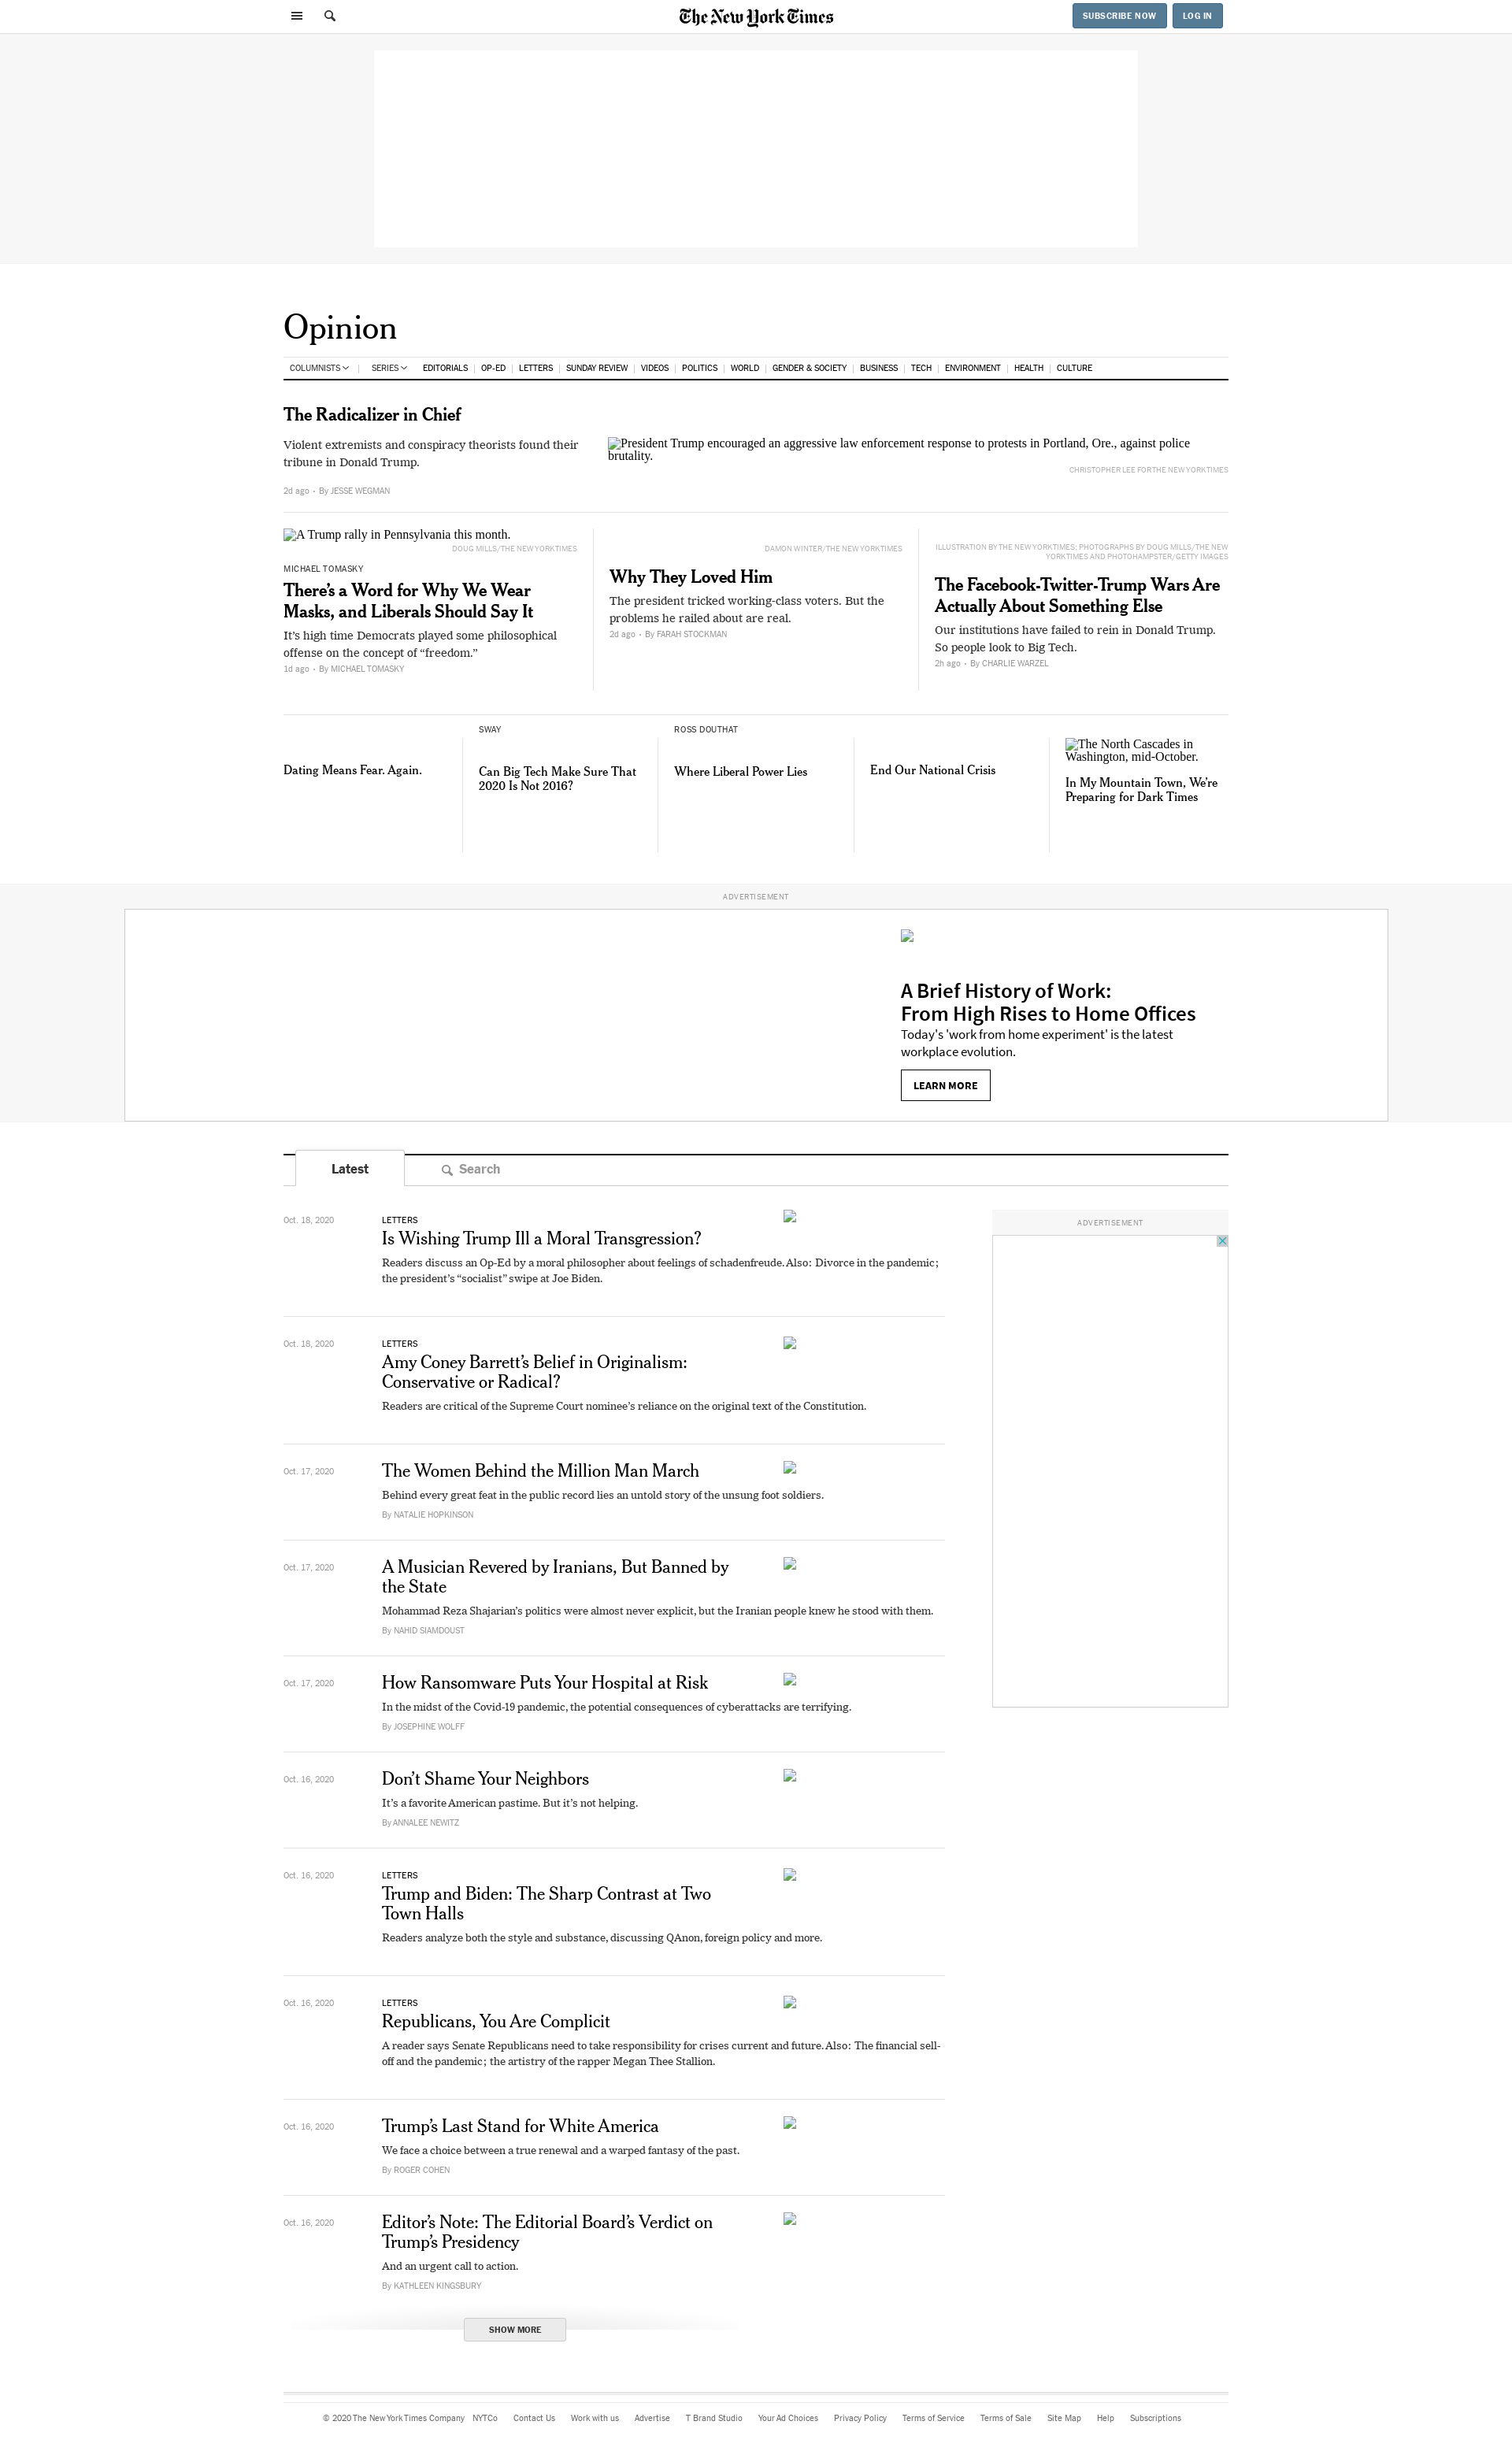 The New York Times
SUBSCRIBE NOW
LOG IN
Opinion
COLUMNISTS
SERIES
EDITORIALS
OP-ED
LETTERS
SUNDAY REVIEW
VIDEOS
POLITICS
WORLD
GENDER & SOCIETY
BUSINESS
TECH
ENVIRONMENT
HEALTH
CULTURE
The Radicalizer in Chief
Violent extremists and conspiracy theorists found their
tribune in Donald Trump.
2d ago • By JESSE WEGMAN
President Trump encouraged an aggressive law enforcement response to protests in Portland, Ore., against police
brutality.
CHRISTOPHER LEE FOR THE NEW YORK TIMES
A Trump rally in Pennsylvania this month.
DOUG MILLS/THE NEW YORK TIMES
MICHAEL TOMASKY
There’s a Word for Why We Wear
Masks, and Liberals Should Say It
It’s high time Democrats played some philosophical
offense on the concept of “freedom.”
1d ago • By MICHAEL TOMASKY
DAMON WINTER/THE NEW YORK TIMES
Why They Loved Him
The president tricked working-class voters. But the
problems he railed about are real.
2d ago • By FARAH STOCKMAN
ILLUSTRATION BY THE NEW YORK TIMES; PHOTOGRAPHS BY DOUG MILLS/THE NEW
YORK TIMES AND PHOTOHAMPSTER/GETTY IMAGES
The Facebook-Twitter-Trump Wars Are
Actually About Something Else
Our institutions have failed to rein in Donald Trump.
So people look to Big Tech.
2h ago • By CHARLIE WARZEL
Dating Means Fear. Again.
SWAY
Can Big Tech Make Sure That
2020 Is Not 2016?
ROSS DOUTHAT
Where Liberal Power Lies
End Our National Crisis
The North Cascades in
Washington, mid-October.
In My Mountain Town, We’re
Preparing for Dark Times
ADVERTISEMENT
A Brief History of Work:
From High Rises to Home Offices
Today's 'work from home experiment' is the latest
workplace evolution.
LEARN MORE
Latest
Search
ADVERTISEMENT
Oct. 18, 2020
LETTERS
Is Wishing Trump Ill a Moral Transgression?
Readers discuss an Op-Ed by a moral philosopher about feelings of schadenfreude. Also: Divorce in the pandemic;
the president’s “socialist” swipe at Joe Biden.
Oct. 18, 2020
LETTERS
Amy Coney Barrett’s Belief in Originalism:
Conservative or Radical?
Readers are critical of the Supreme Court nominee’s reliance on the original text of the Constitution.
Oct. 17, 2020
The Women Behind the Million Man March
Behind every great feat in the public record lies an untold story of the unsung foot soldiers.
By NATALIE HOPKINSON
Oct. 17, 2020
A Musician Revered by Iranians, But Banned by
the State
Mohammad Reza Shajarian’s politics were almost never explicit, but the Iranian people knew he stood with them.
By NAHID SIAMDOUST
Oct. 17, 2020
How Ransomware Puts Your Hospital at Risk
In the midst of the Covid-19 pandemic, the potential consequences of cyberattacks are terrifying.
By JOSEPHINE WOLFF
Oct. 16, 2020
Don’t Shame Your Neighbors
It’s a favorite American pastime. But it’s not helping.
By ANNALEE NEWITZ
Oct. 16, 2020
LETTERS
Trump and Biden: The Sharp Contrast at Two
Town Halls
Readers analyze both the style and substance, discussing QAnon, foreign policy and more.
Oct. 16, 2020
LETTERS
Republicans, You Are Complicit
A reader says Senate Republicans need to take responsibility for crises current and future. Also: The financial sell-
off and the pandemic; the artistry of the rapper Megan Thee Stallion.
Oct. 16, 2020
Trump’s Last Stand for White America
We face a choice between a true renewal and a warped fantasy of the past.
By ROGER COHEN
Oct. 16, 2020
Editor’s Note: The Editorial Board’s Verdict on
Trump’s Presidency
And an urgent call to action.
By KATHLEEN KINGSBURY
SHOW MORE
© 2020 The New York Times Company
NYTCo
Contact Us
Work with us
Advertise
T Brand Studio
Your Ad Choices
Privacy Policy
Terms of Service
Terms of Sale
Site Map
Help
Subscriptions